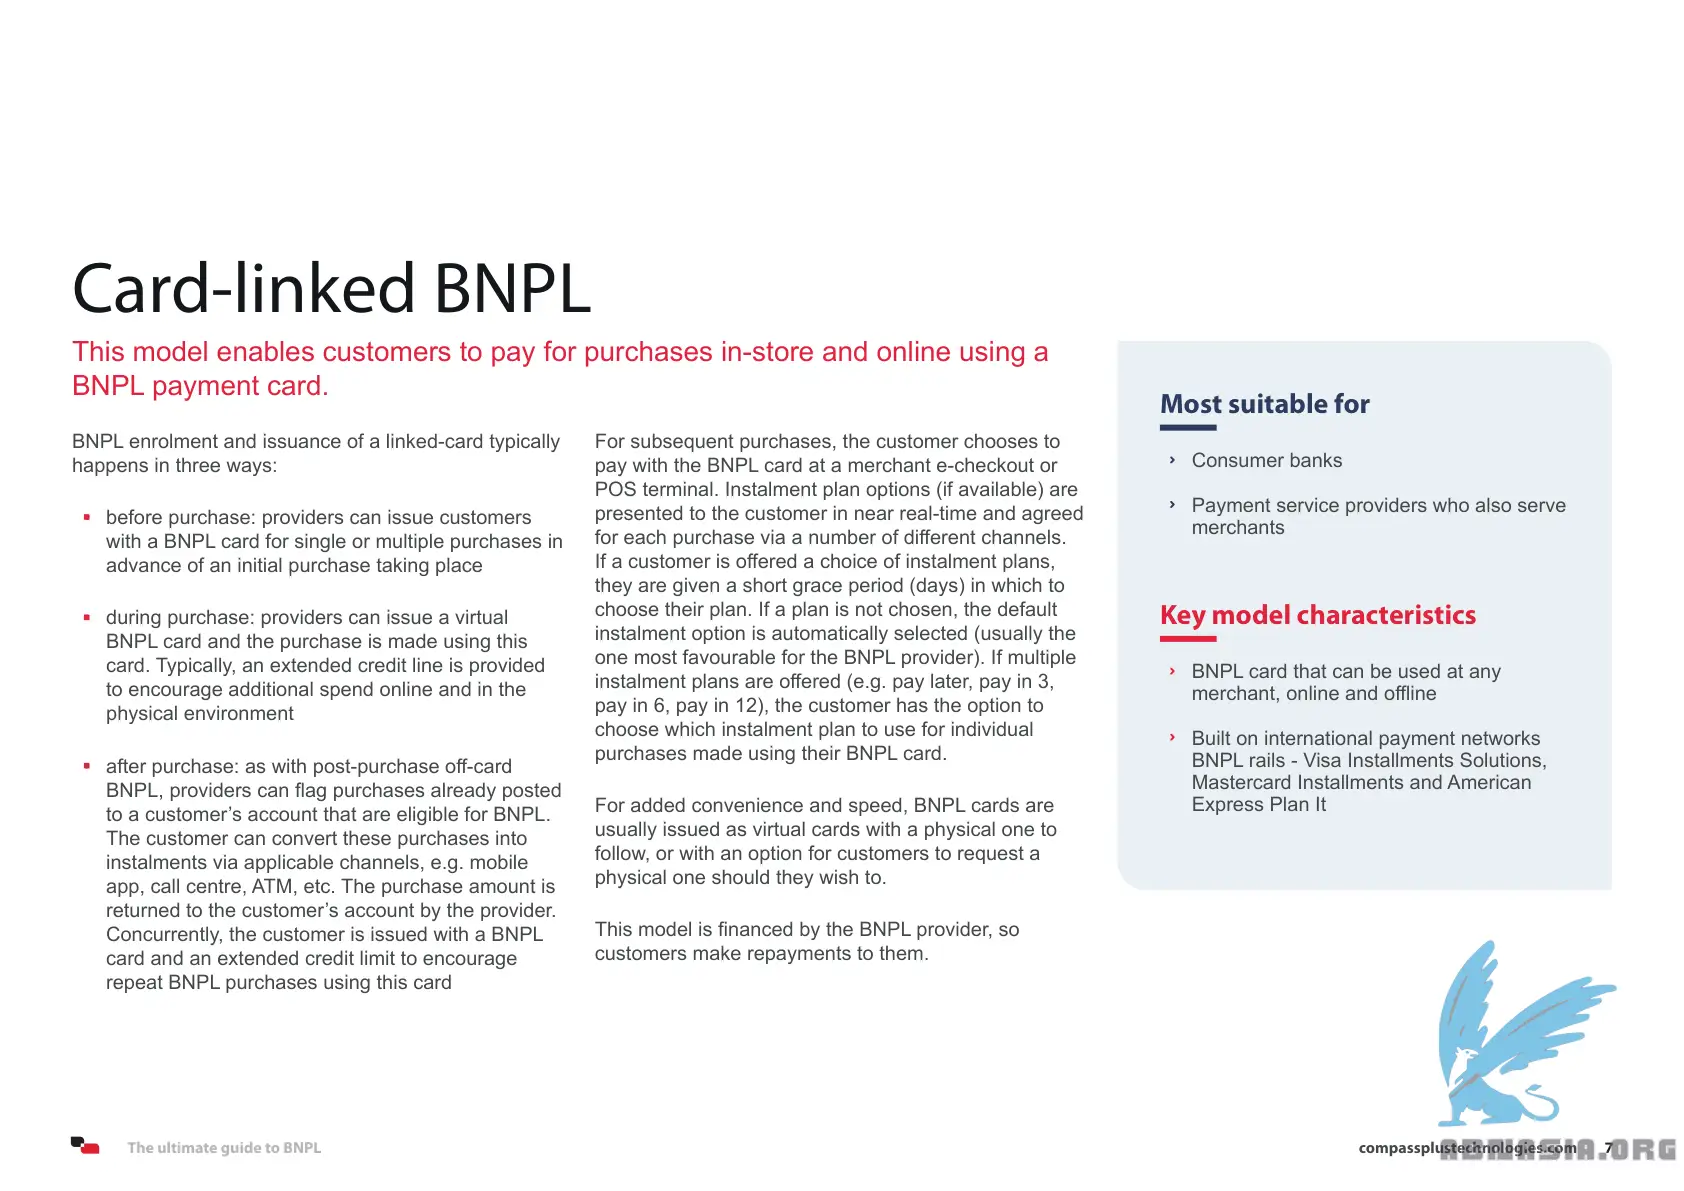 Card-linked BNPL
This model enables customers to pay for purchases in-store and online using a
BNPL payment card.
BNPL enrolment and issuance of a linked-card typically
happens in three ways:
▪ before purchase: providers can issue customers
with a BNPL card for single or multiple purchases in
advance of an initial purchase taking place
▪ during purchase: providers can issue a virtual
BNPL card and the purchase is made using this
card. Typically, an extended credit line is provided
to encourage additional spend online and in the
physical environment
▪ after purchase: as with post-purchase off-card
BNPL, providers can flag purchases already posted
to a customer’s account that are eligible for BNPL.
The customer can convert these purchases into
instalments via applicable channels, e.g. mobile
app, call centre, ATM, etc. The purchase amount is
returned to the customer’s account by the provider.
Concurrently, the customer is issued with a BNPL
card and an extended credit limit to encourage
repeat BNPL purchases using this card
For subsequent purchases, the customer chooses to
pay with the BNPL card at a merchant e-checkout or
POS terminal. Instalment plan options (if available) are
presented to the customer in near real-time and agreed
for each purchase via a number of different channels.
If a customer is offered a choice of instalment plans,
they are given a short grace period (days) in which to
choose their plan. If a plan is not chosen, the default
instalment option is automatically selected (usually the
one most favourable for the BNPL provider). If multiple
instalment plans are offered (e.g. pay later, pay in 3,
pay in 6, pay in 12), the customer has the option to
choose which instalment plan to use for individual
purchases made using their BNPL card.
For added convenience and speed, BNPL cards are
usually issued as virtual cards with a physical one to
follow, or with an option for customers to request a
physical one should they wish to.
This model is financed by the BNPL provider, so
customers make repayments to them.
Most suitable for
› Consumer banks
› Payment service providers who also serve
merchants
Key model characteristics
› BNPL card that can be used at any
merchant, online and offline
› Built on international payment networks
BNPL rails - Visa Installments Solutions,
Mastercard Installments and American
Express Plan It
The ultimate guide to BNPL
compassplustechnologies.com 7
ABNASIA.ORG